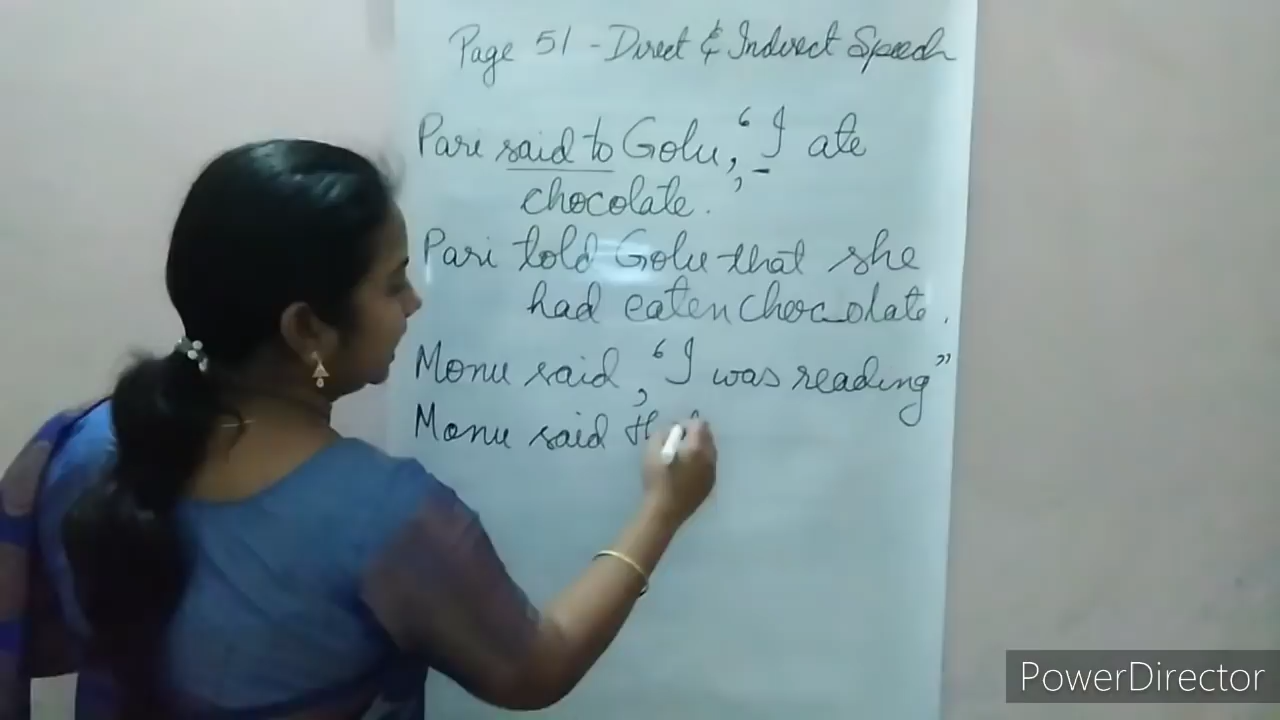 Page 51 - Direct & Indirect Speech
Pari said to Golu, ‘I ate
chocolate.’
Pari told Golu that she
had eaten chocolate.
Monu said, ‘I was reading”
Monu said
PowerDirector